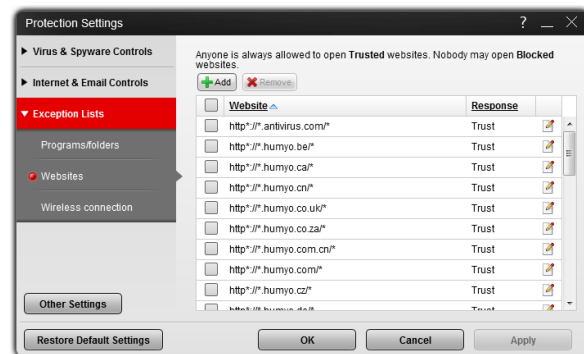 Protection Settings
? _ X
Virus & Spyware Controls
Internet & Email Controls
Exception Lists
Programs/folders
Websites
Wireless connection
Other Settings
Anyone is always allowed to open Trusted websites. Nobody may open Blocked
websites.
Add Remove
Website Response
http*://*.antivirus.com/* Trust
http*://*.humyo.be/* Trust
http*://*.humyo.ca/* Trust
http*://*.humyo.cn/* Trust
http*://*.humyo.co.uk/* Trust
http*://*.humyo.co.za/* Trust
http*://*.humyo.com.cn/* Trust
http*://*.humyo.com/* Trust
http*://*.humyo.cz/* Trust
http*://*.humyo.de/* Trust
Restore Default Settings OK Cancel Apply